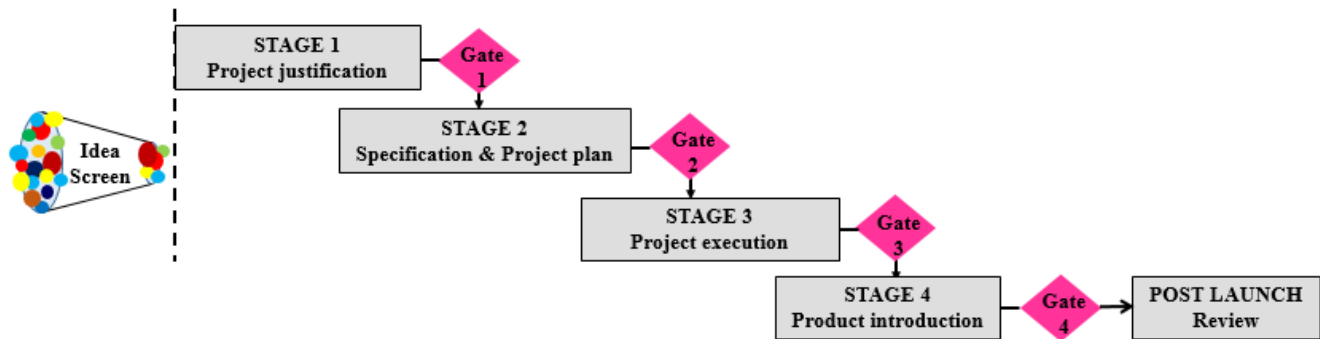 STAGE 1
Project justification
Gate
1
Idea
Screen
STAGE 2
Specification & Project plan
Gate
2
STAGE 3
Project execution
Gate
3
STAGE 4
Product introduction
Gate
4
POST LAUNCH
Review